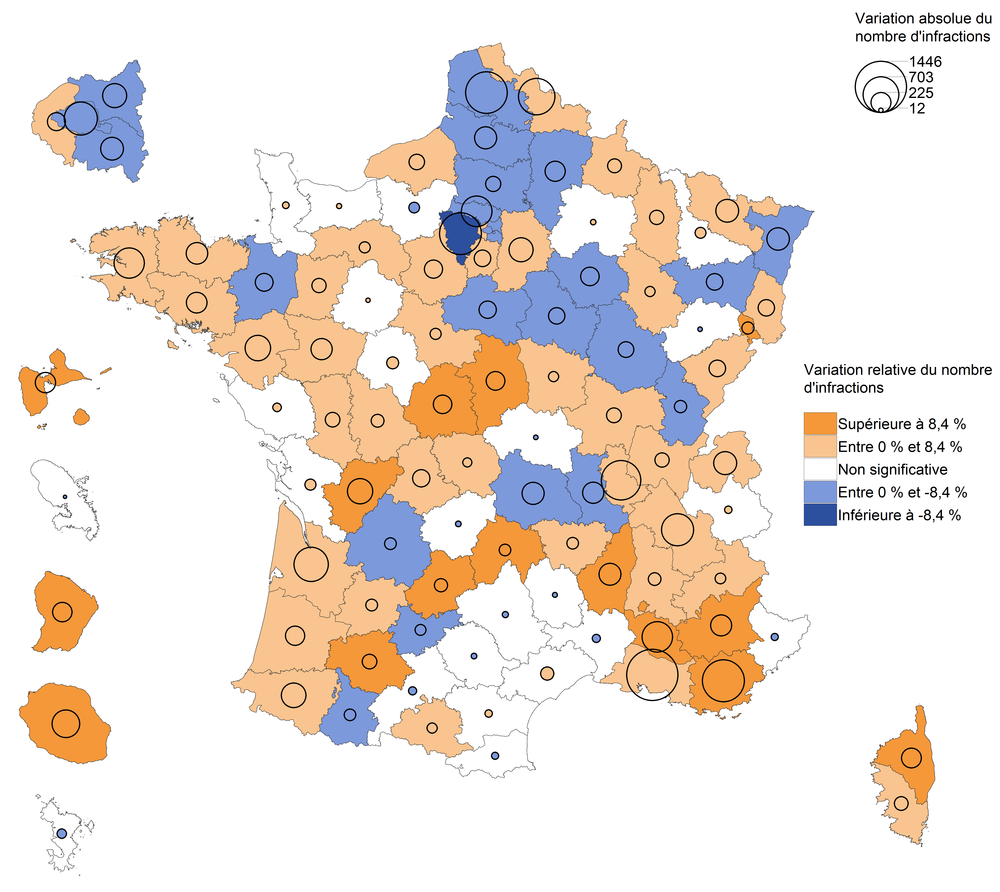 Variation absolue du
nombre d'infractions
1446
703
225
12
Variation relative du nombre
d'infractions
Supérieure à 8,4 %
Entre 0 % et 8,4 %
Non significative
Entre 0 % et -8,4 %
Inférieure à -8,4 %